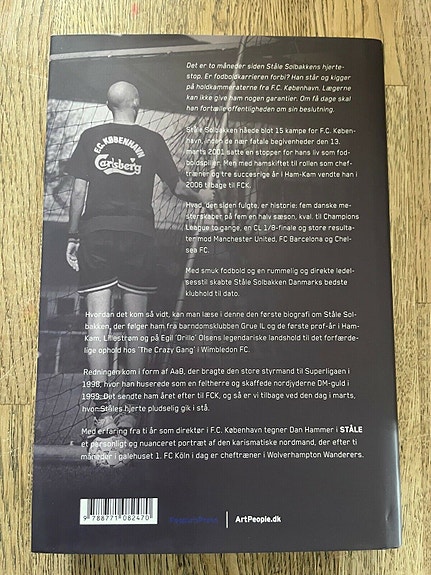 Det er to måneder siden Ståle Solbakkens hjerte-
stop. Er fodboldkarrieren forbi? Han står og kigger
på holdkammeraterne fra F.C. København. Lægerne
kan ikke give ham nogen garantier. Om få dage skal
han fortælle offentligheden om sin beslutning.
Ståle Solbakken nåede blot 15 kampe for F.C. Køben-
havn, inden de nær fatale begivenheder den 13.
marts 2001 satte en stopper for hans liv som fod-
boldspiller. Men med hamskiftet til rollen som chef-
træner og tre succesrige år i Ham-Kam vendte han i
2006 tilbage til FCK.
Hvad, der siden fulgte, er historie: fem danske me-
sterskaber på fem en halv sæson, kval. til Champions
League to gange, en CL 1/8-finale og store resulta-
ter mod Manchester United, FC Barcelona og Chel-
sea FC.
Med smuk fodbold og en rummelig og direkte ledel-
sesstil skabte Ståle Solbakken Danmarks bedste
klubhold til dato.
Hvordan det kom så vidt, kan man læse i denne den første biografi om Ståle Sol-
bakken, der følger ham fra barndomsklubben Grue IL og de første prof-år i Ham-
Kam, Lillestrøm og på Egil 'Drillo' Olsens legendariske landshold til det forfær-
delige ophold hos 'The Crazy Gang' i Wimbledon FC.
Redningen kom i form af AaB, der bragte den store styrmand til Superligaen i
1998, hvor han huserede som en feltherre og skaffede nordjyderne DM-guld i
1999. Det sendte ham året efter til FCK, og så er vi tilbage ved den dag i marts,
hvor Ståles hjerte pludselig gik i stå.
Med erfaring fra ti år som direktør i F.C. København tegner Dan Hammer i STÅLE
et personligt og nuanceret portræt af den karismatiske nordmand, der efter ti
måneder i galehuset 1. FC Köln i dag er cheftræner i Wolverhampton Wanderers.
F.C. KØBENHAVN
Carlsberg
9 788771 082470
PeoplesPress
ArtPeople.dk